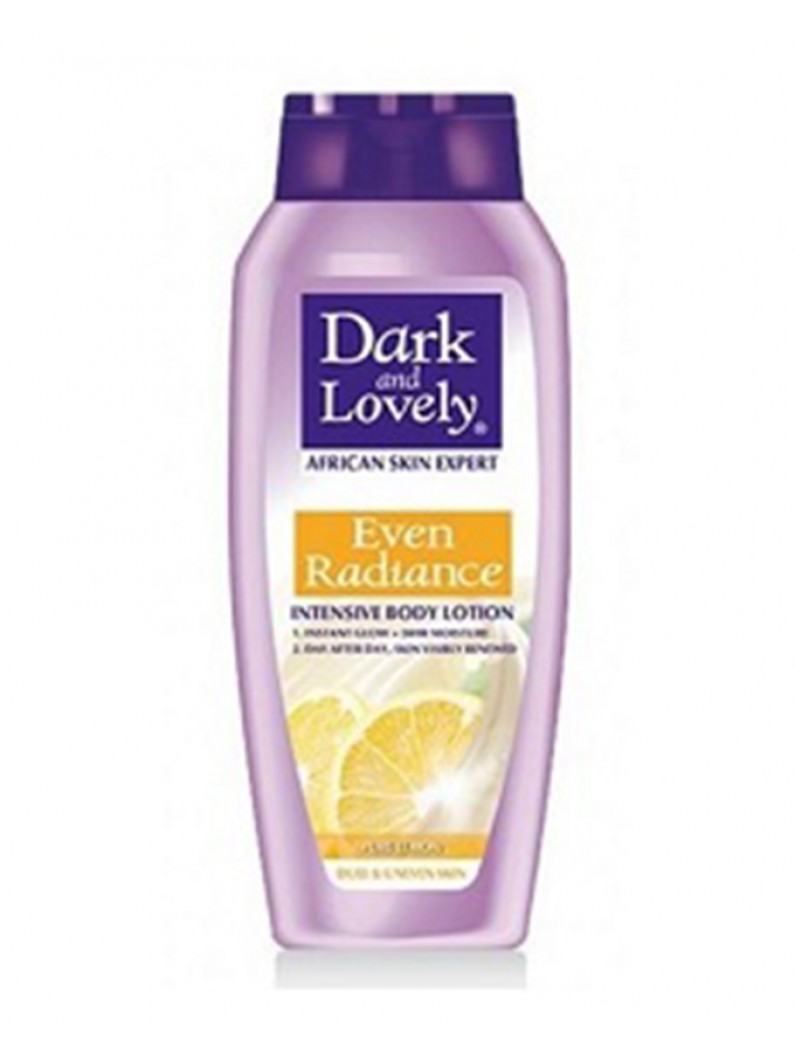 Dark
and
Lovely®
AFRICAN SKIN EXPERT
Even
Radiance
INTENSIVE BODY LOTION
1. INSTANT GLOW + 24HR MOISTURE
2. DAY AFTER DAY, SKIN VISIBLY RENEWED
DULL & UNEVEN SKIN